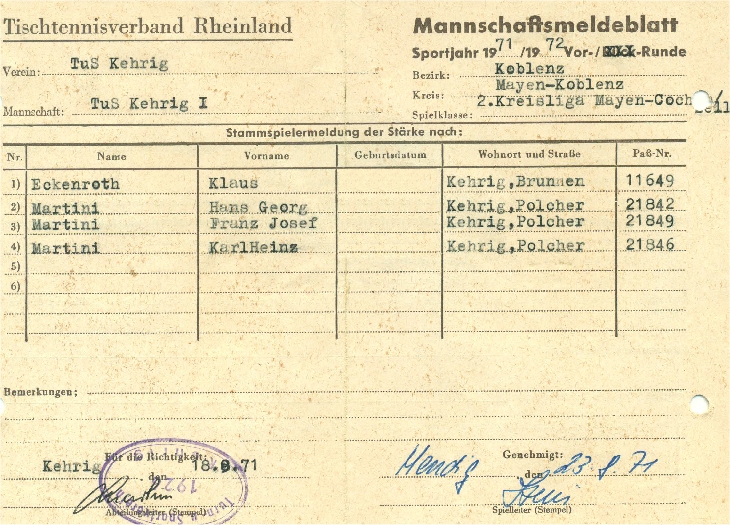 Tischtennisverband Rheinland
Mannschaftsmeldeblatt
Sportjahr 1971/1972 Vor-/XXX-Runde
Verein: TuS Kehrig
Bezirk: Koblenz
Kreis: Mayen-Koblenz
Mannschaft: TuS Kehrig I
Spielklasse: 2.Kreisliga Mayen-Coch /
Stammspielermeldung der Stärke nach:
Nr. Name Vorname Geburtsdatum Wohnort und Straße Paß-Nr.
1) Eckenroth Klaus Kehrig,Brunnen 11649
2) Martini Hans Georg Kehrig,Polcher 21842
3) Martini Franz Josef Kehrig,Polcher 21849
4) Martini KarlHeinz Kehrig,Polcher 21846
5)
6)
Bemerkungen:
Für die Richtigkeit:
Kehrig den 18.8.71
Abteilungsleiter (Stempel)
Genehmigt:
Mendig den 23.8.71
Spielleiter (Stempel)